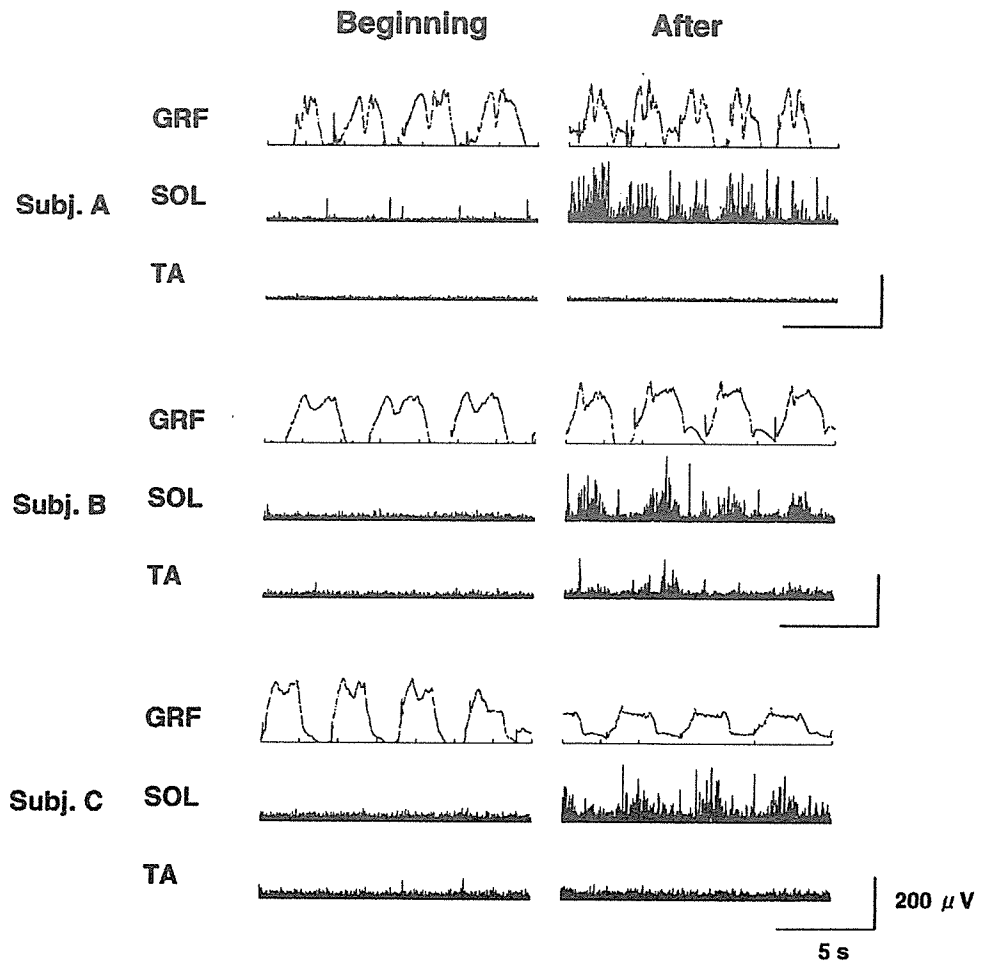 Beginning After
GRF
Subj. A SOL
TA
GRF
Subj. B SOL
TA
GRF
Subj. C SOL
TA
200 μV
5 s